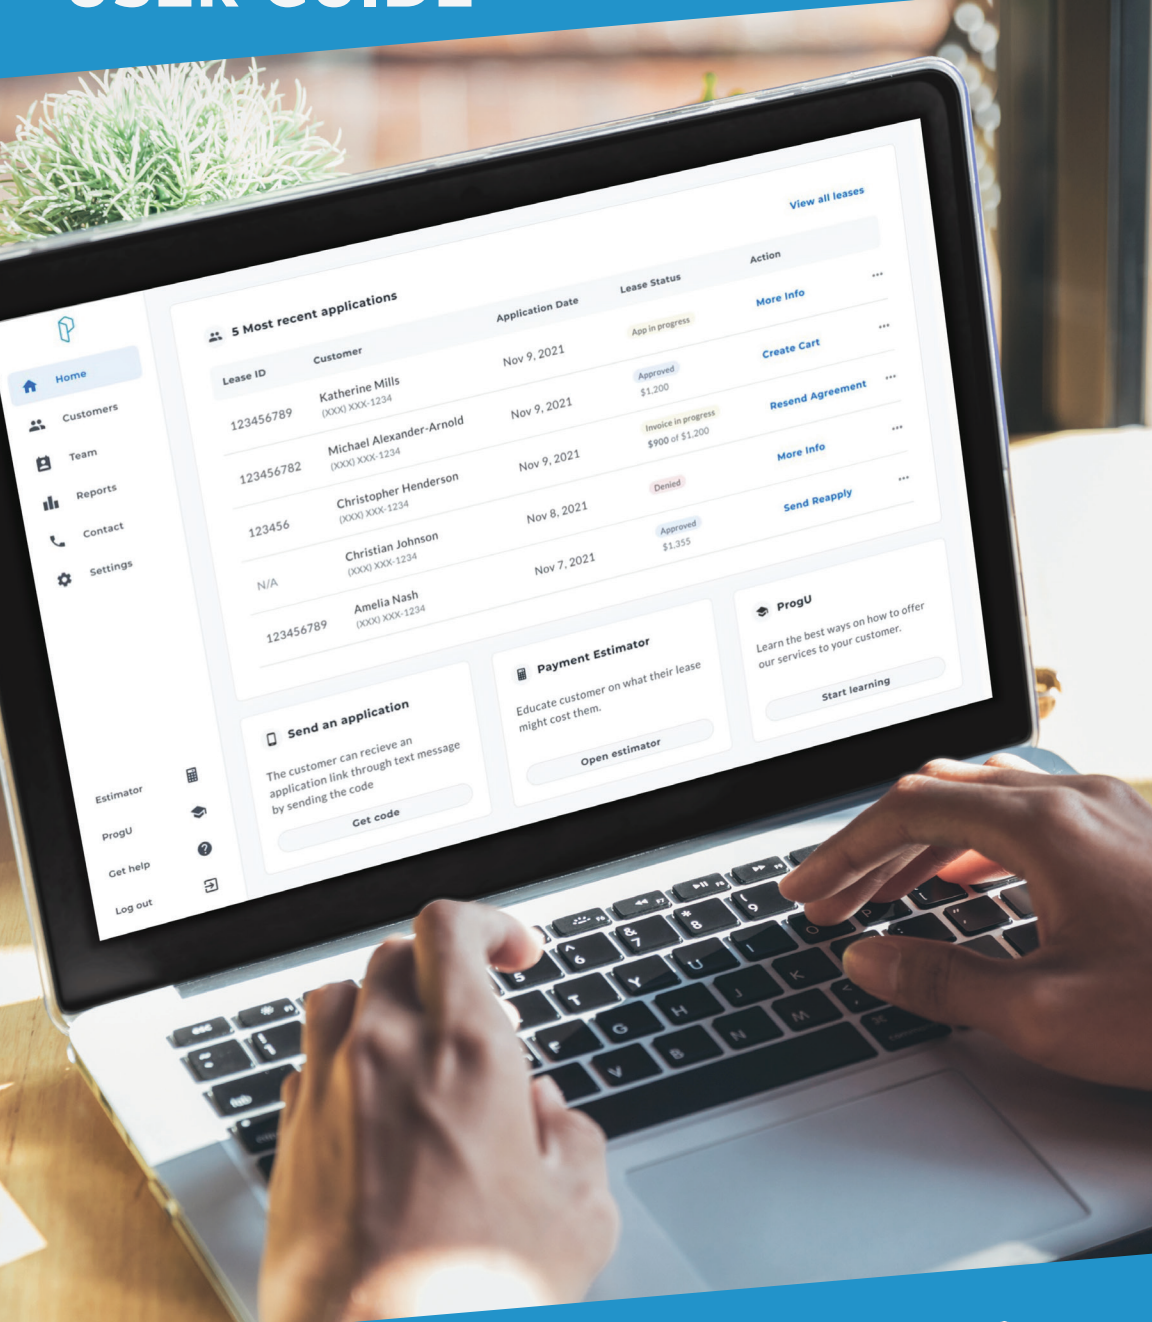 USER GUIDE
View all leases
5 Most recent applications
Lease ID Customer Application Date Lease Status Action
123456789 Katherine Mills Nov 9, 2021 App in progress More Info ...
(XXX) XXX-1234
123456782 Michael Alexander-Arnold Nov 9, 2021 Approved Create Cart ...
(XXX) XXX-1234 $1,200
123456 Christopher Henderson Nov 9, 2021 Invoice in progress Resend Agreement ...
(XXX) XXX-1234 $900 of $1,200
N/A Christian Johnson Nov 8, 2021 Denied More Info ...
(XXX) XXX-1234
123456789 Amelia Nash Nov 7, 2021 Approved Send Reapply ...
(XXX) XXX-1234 $1.355
Home
Customers
Team
Reports
Contact
Settings
Estimator
ProgU
Get help
Log out
Send an application
The customer can recieve an
application link through text message
by sending the code
Get code
Payment Estimator
Educate customer on what their lease
might cost them.
Open estimator
ProgU
Learn the best ways on how to offer
our services to your customer.
Start learning
esc
& * (
5 6 7 8 9
tab T Y U I O P
F G H J K
V B N M